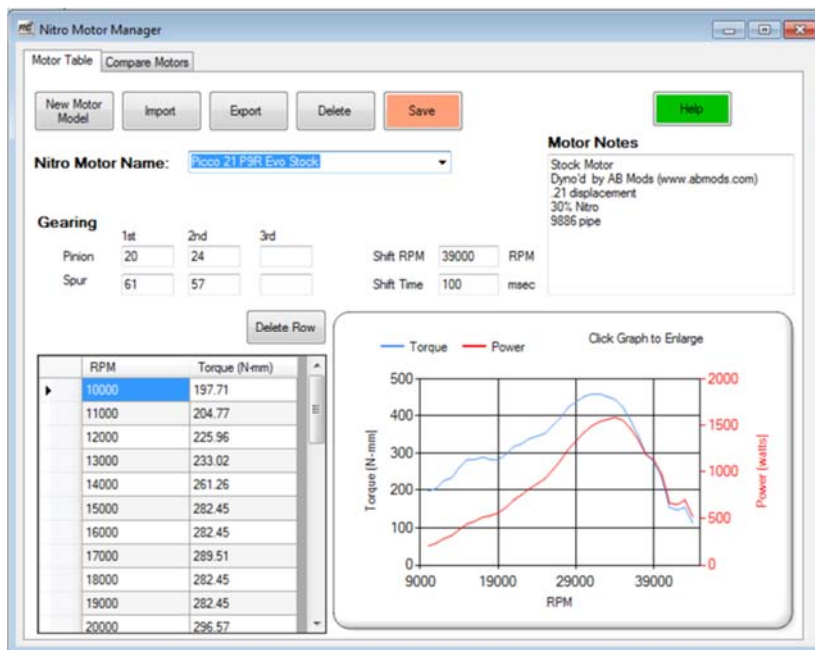 Nitro Motor Manager
Motor Table Compare Motors
New Motor
Model
Import Export Delete Save Help
Nitro Motor Name: Picco 21 P9R Evo Stock
Motor Notes
Stock Motor
Dyno'd by AB Mods (www.abmods.com)
.21 displacement
30% Nitro
9886 pipe
Gearing
1st 2nd 3rd
Pinion 20 24
Spur 61 57
Shift RPM 39000 RPM
Shift Time 100 msec
Delete Row
RPM Torque (N-mm)
10000 197.71
11000 204.77
12000 225.96
13000 233.02
14000 261.26
15000 282.45
16000 282.45
17000 289.51
18000 282.45
19000 282.45
20000 296.57
Torque Power Click Graph to Enlarge
500 2000
400
1500
300
1000
200
500
100
0 0
9000 19000 29000 39000
RPM
Torque (N-mm)
Power (watts)